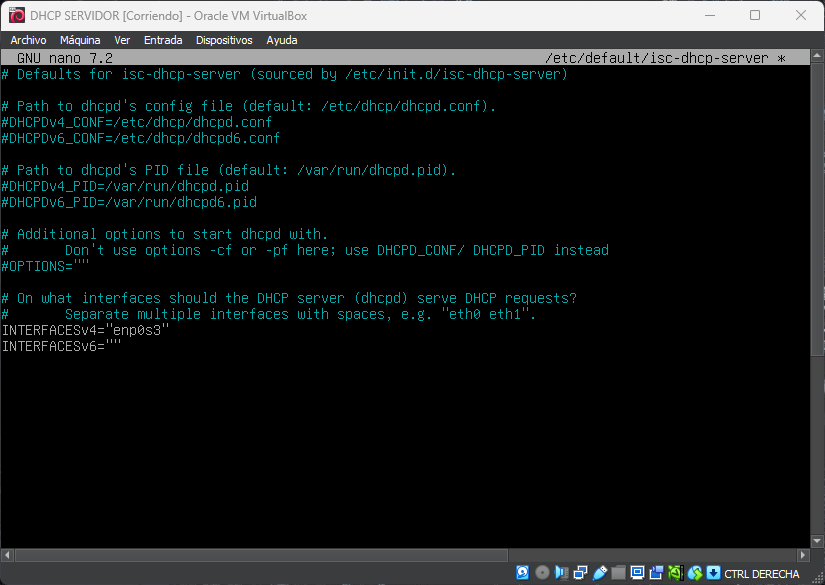 DHCP SERVIDOR [Corriendo] - Oracle VM VirtualBox
Archivo Máquina Ver Entrada Dispositivos Ayuda
GNU nano 7.2 /etc/default/isc-dhcp-server *
# Defaults for isc-dhcp-server (sourced by /etc/init.d/isc-dhcp-server)
# Path to dhcpd's config file (default: /etc/dhcp/dhcpd.conf).
#DHCPDv4_CONF=/etc/dhcp/dhcpd.conf
#DHCPDv6_CONF=/etc/dhcp/dhcpd6.conf
# Path to dhcpd's PID file (default: /var/run/dhcpd.pid).
#DHCPDv4_PID=/var/run/dhcpd.pid
#DHCPDv6_PID=/var/run/dhcpd6.pid
# Additional options to start dhcpd with.
#       Don't use options -cf or -pf here; use DHCPD_CONF/ DHCPD_PID instead
#OPTIONS=""
# On what interfaces should the DHCP server (dhcpd) serve DHCP requests?
#       Separate multiple interfaces with spaces, e.g. "eth0 eth1".
INTERFACESv4="enp0s3"
INTERFACESv6=""
CTRL DERECHA